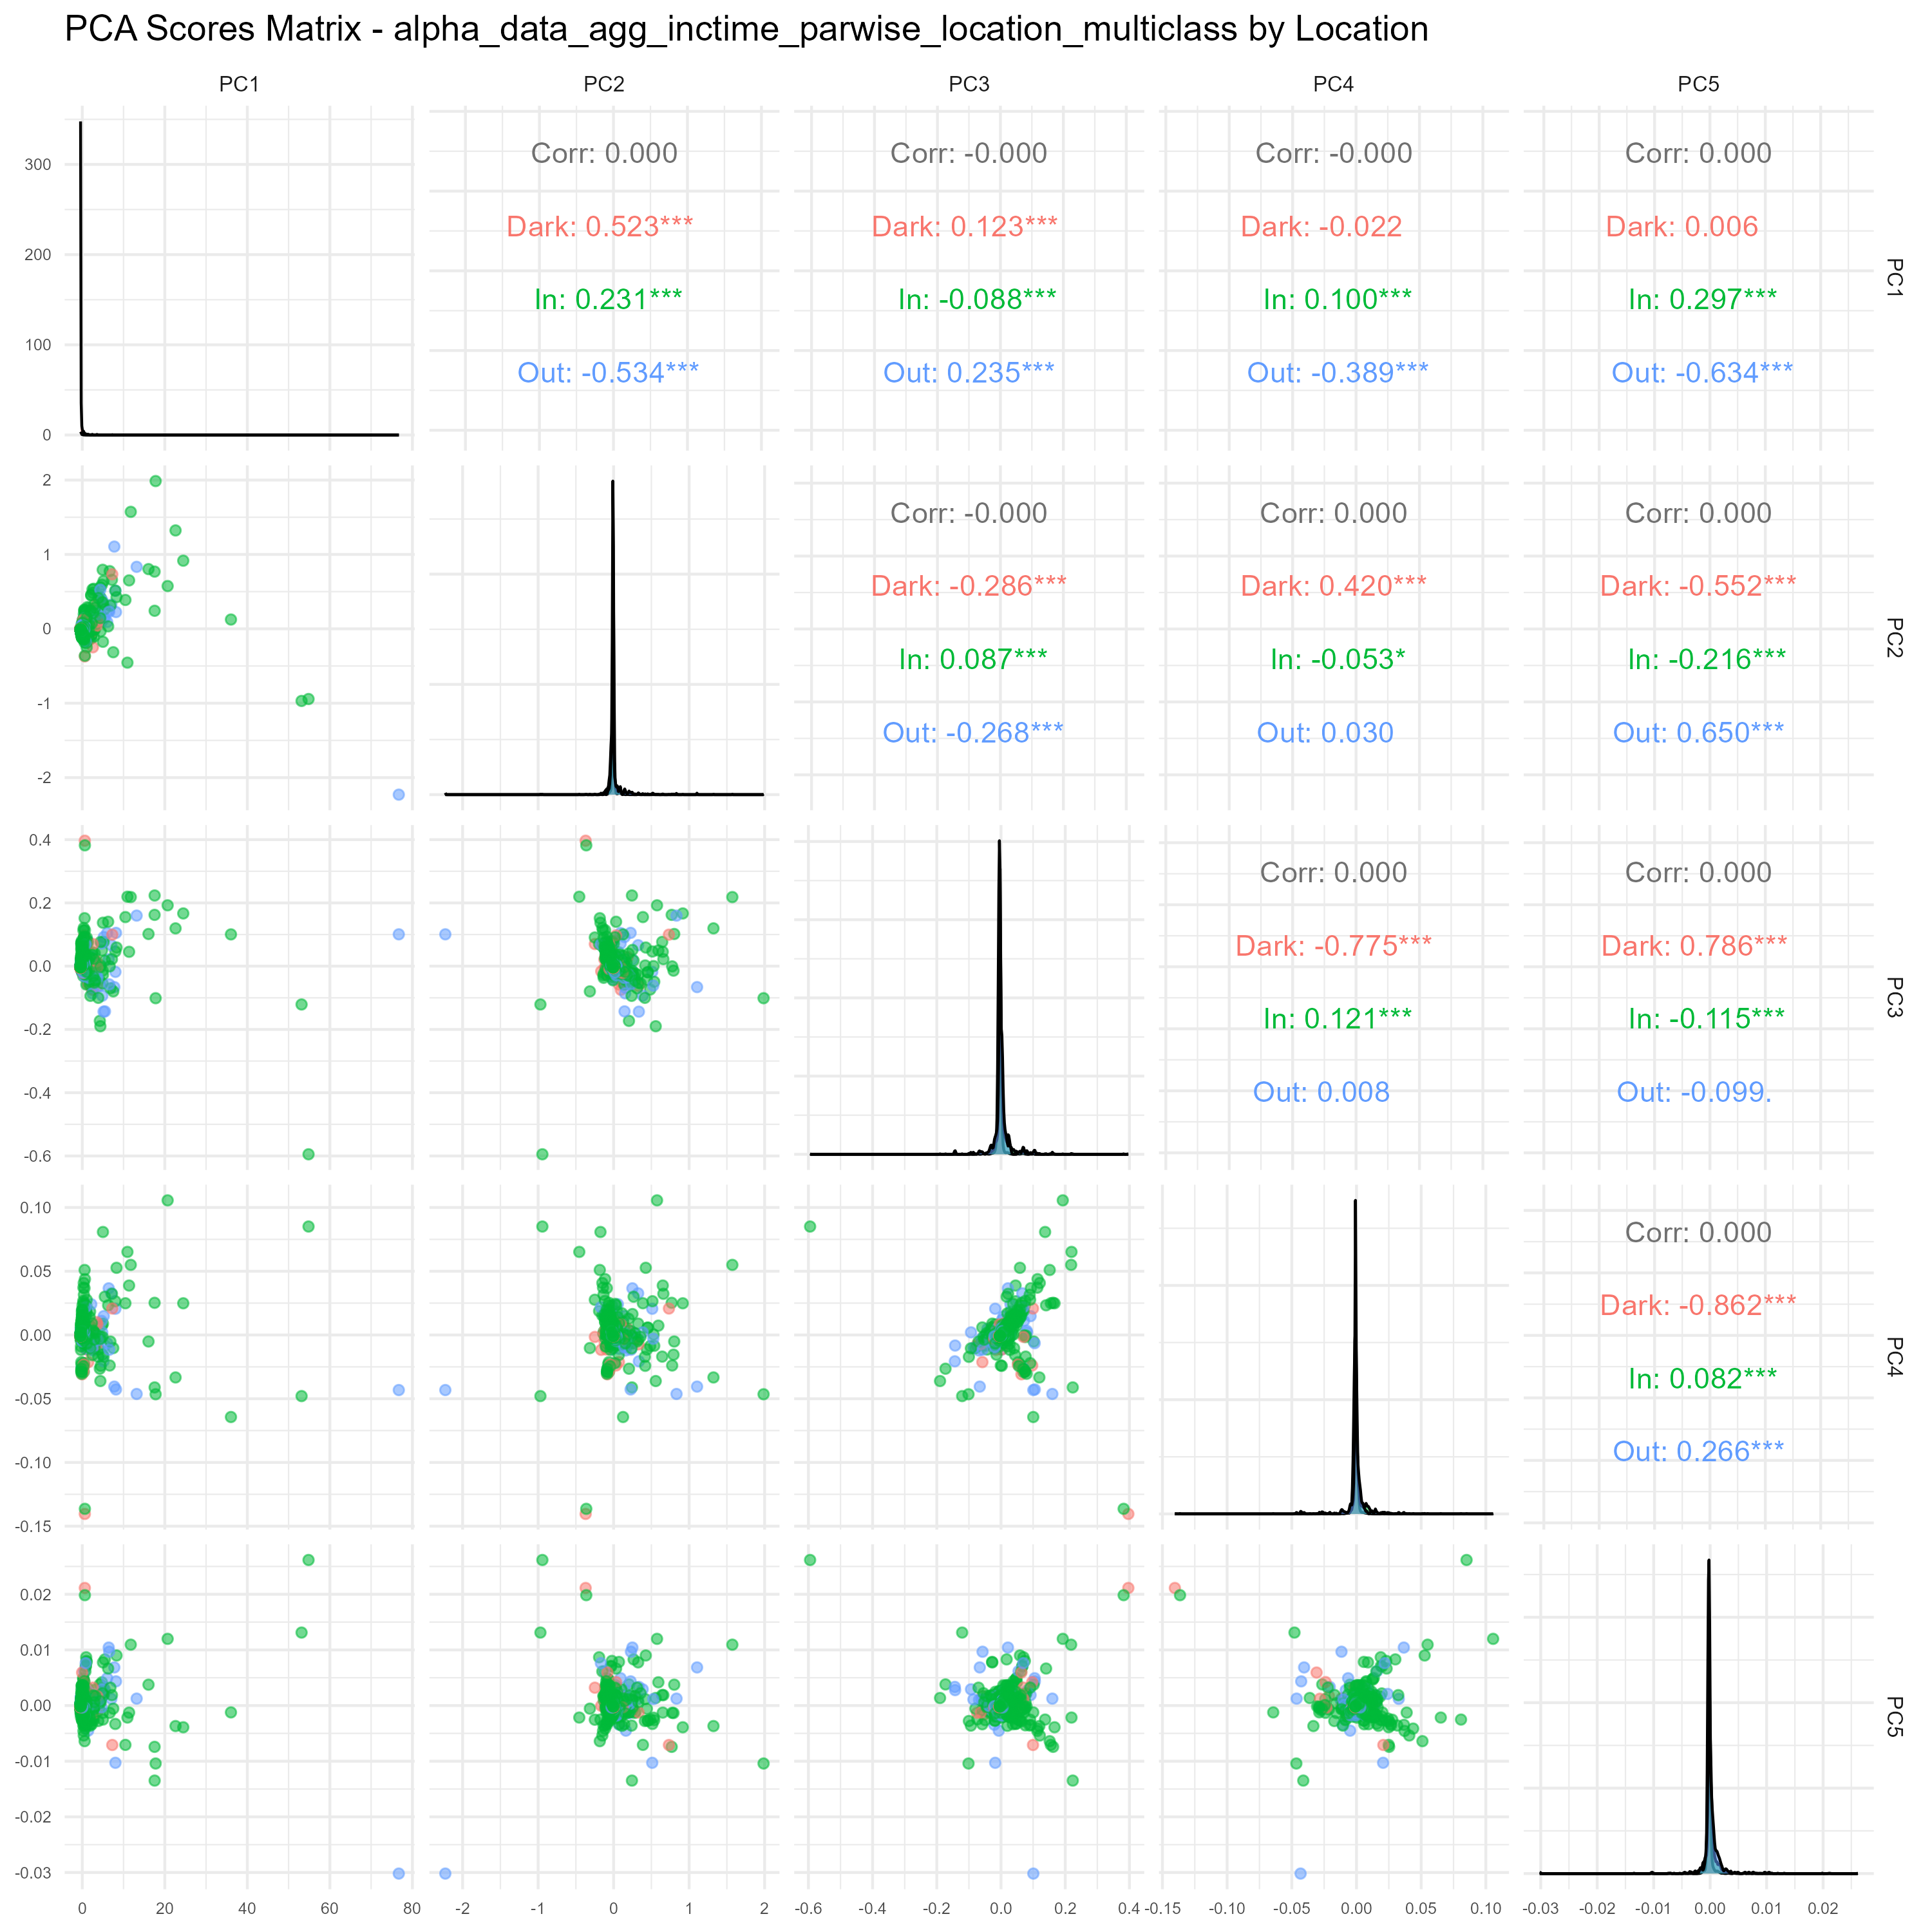 PCA Scores Matrix - alpha_data_agg_inctime_parwise_location_multiclass by Location
PC1 PC2 PC3 PC4 PC5
300
200
100
0
Corr: 0.000
Dark: 0.523***
In: 0.231***
Out: -0.534***
Corr: -0.000
Dark: 0.123***
In: -0.088***
Out: 0.235***
Corr: -0.000
Dark: -0.022
In: 0.100***
Out: -0.389***
Corr: 0.000
Dark: 0.006
In: 0.297***
Out: -0.634***
PC1
2
1
0
-1
-2
Corr: -0.000
Dark: -0.286***
In: 0.087***
Out: -0.268***
Corr: 0.000
Dark: 0.420***
In: -0.053*
Out: 0.030
Corr: 0.000
Dark: -0.552***
In: -0.216***
Out: 0.650***
PC2
0.4
0.2
0.0
-0.2
-0.4
-0.6
Corr: 0.000
Dark: -0.775***
In: 0.121***
Out: 0.008
Corr: 0.000
Dark: 0.786***
In: -0.115***
Out: -0.099.
PC3
0.10
0.05
0.00
-0.05
-0.10
-0.15
Corr: 0.000
Dark: -0.862***
In: 0.082***
Out: 0.266***
PC4
0.02
0.01
0.00
-0.01
-0.02
-0.03
PC5
0 20 40 60 80
-2 -1 0 1 2
-0.6 -0.4 -0.2 0.0 0.2 0.4
-0.15 -0.10 -0.05 0.00 0.05 0.10
-0.03 -0.02 -0.01 0.00 0.01 0.02